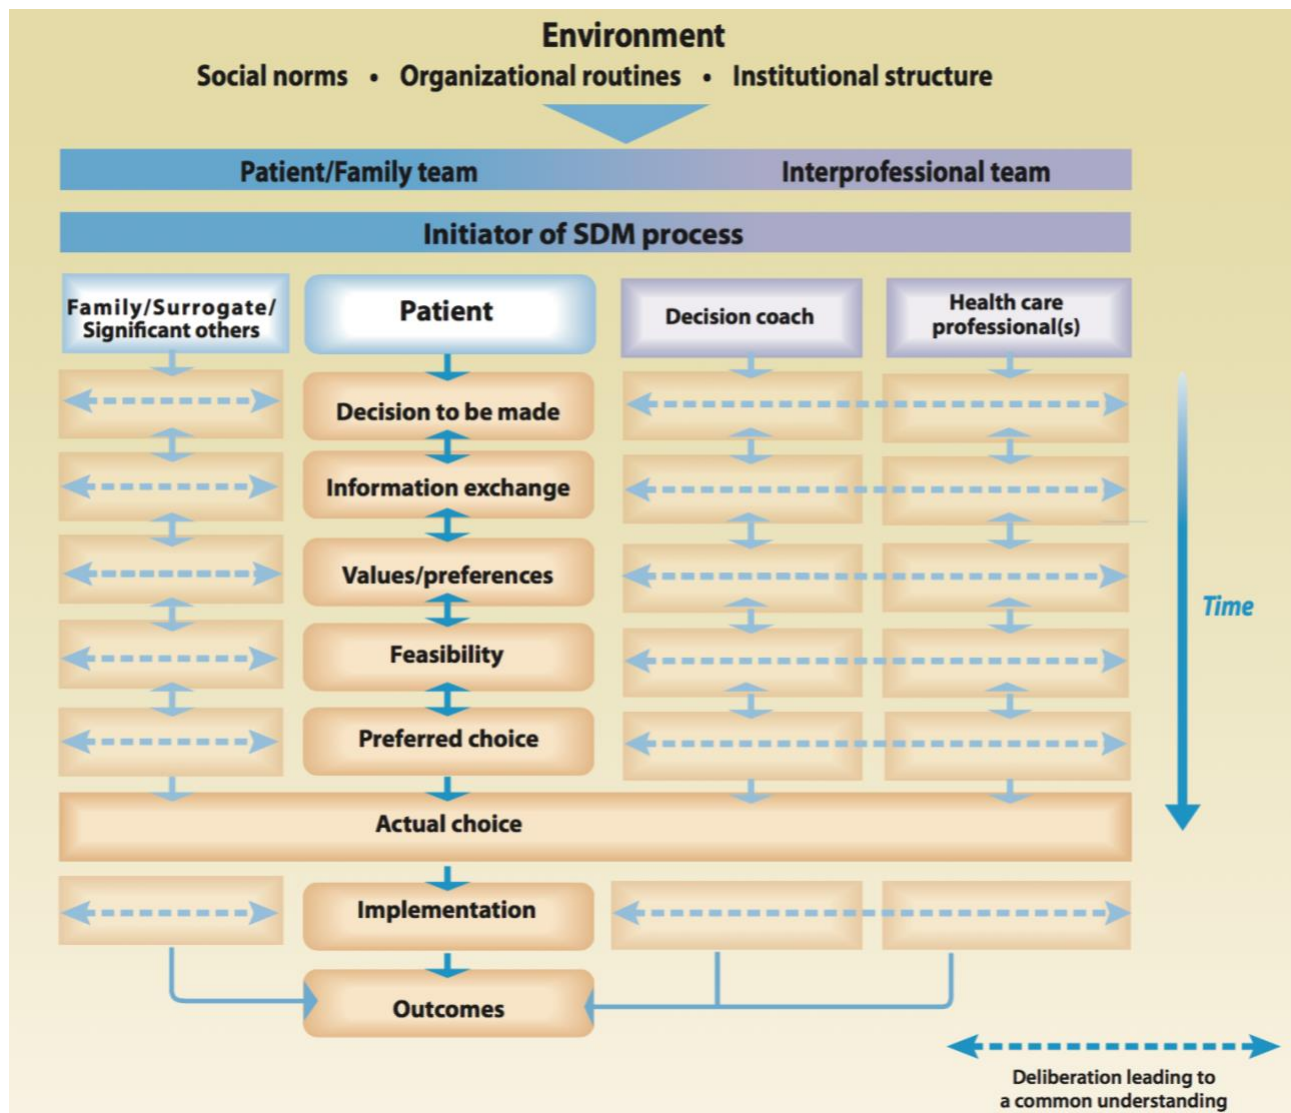 Environment
Social norms • Organizational routines • Institutional structure
Patient/Family team
Interprofessional team
Initiator of SDM process
Family/Surrogate/
Significant others
Patient
Decision coach
Health care
professional(s)
Decision to be made
Information exchange
Values/preferences
Time
Feasibility
Preferred choice
Actual choice
Implementation
Outcomes
Deliberation leading to
a common understanding